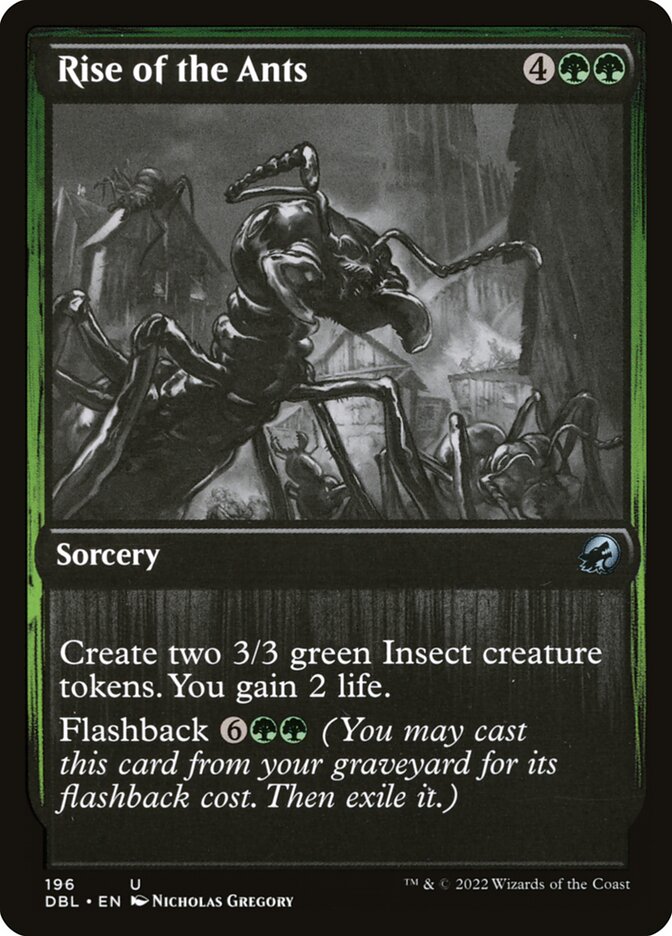 Rise of the Ants 4
Sorcery
Create two 3/3 green Insect creature
tokens. You gain 2 life.
Flashback 6 (You may cast
this card from your graveyard for its
flashback cost. Then exile it.)
196 U ™ & © 2022 Wizards of the Coast
DBL • EN Nicholas Gregory